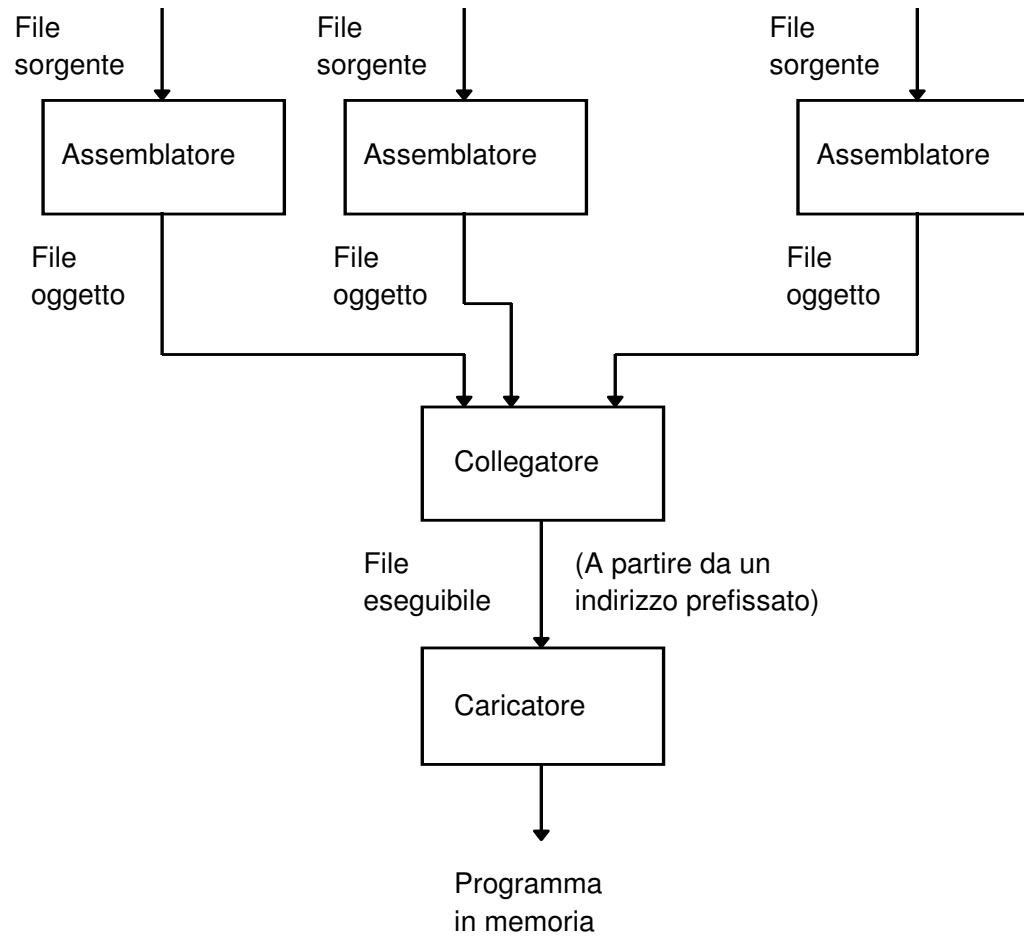 File
sorgente
File
sorgente
File
sorgente
Assemblatore
Assemblatore
Assemblatore
File
oggetto
File
oggetto
File
oggetto
Collegatore
File
eseguibile
(A partire da un
indirizzo prefissato)
Caricatore
Programma
in memoria